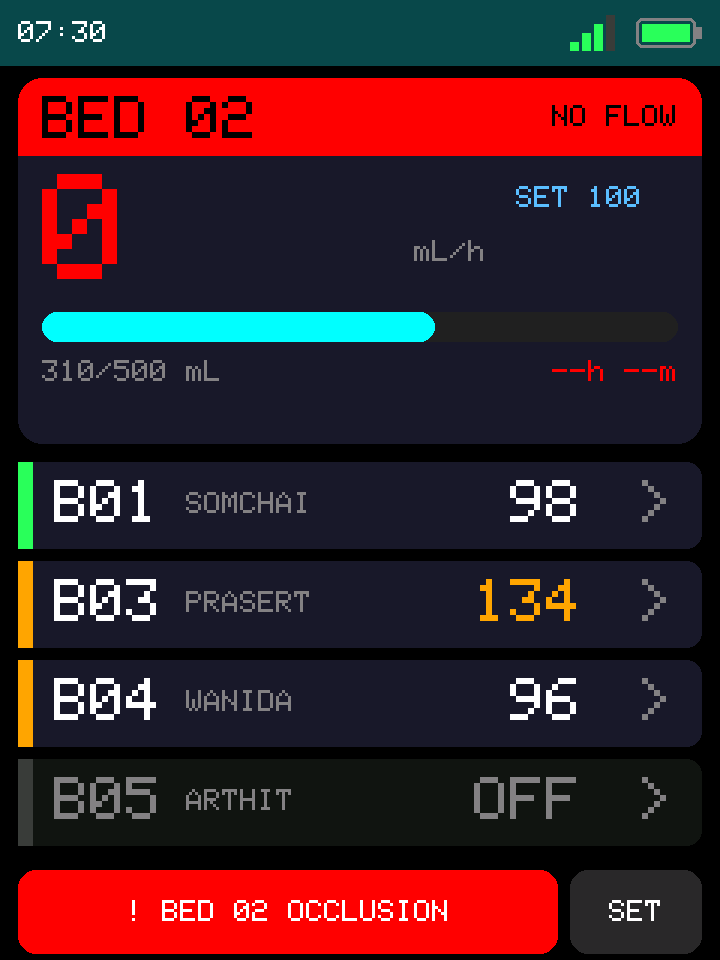 07:30
BED 02 NO FLOW
0 mL/h SET 100
310/500 mL --h --m
B01 SOMCHAI 98 >
B03 PRASERT 134 >
B04 WANIDA 96 >
B05 ARTHIT OFF >
! BED 02 OCCLUSION SET